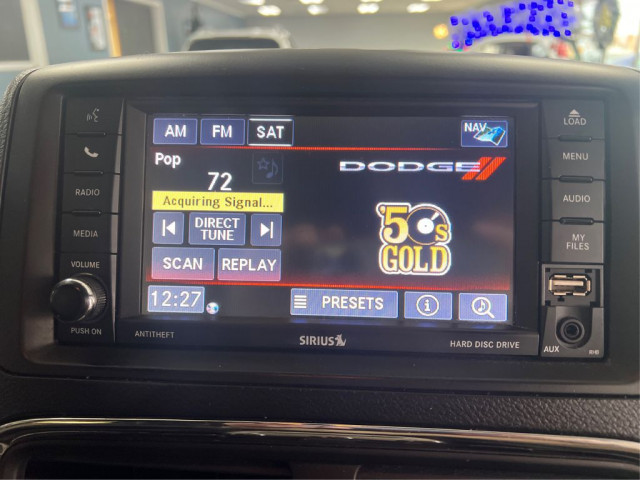 AM FM SAT NAV
Pop
72
Acquiring Signal...
DIRECT
TUNE
SCAN REPLAY
12:27 PRESETS
DODGE
'50s
GOLD
RADIO
MEDIA
VOLUME
PUSH ON
LOAD
MENU
AUDIO
MY
FILES
AUX
RHB
ANTITHEFT
SIRIUS
HARD DISC DRIVE